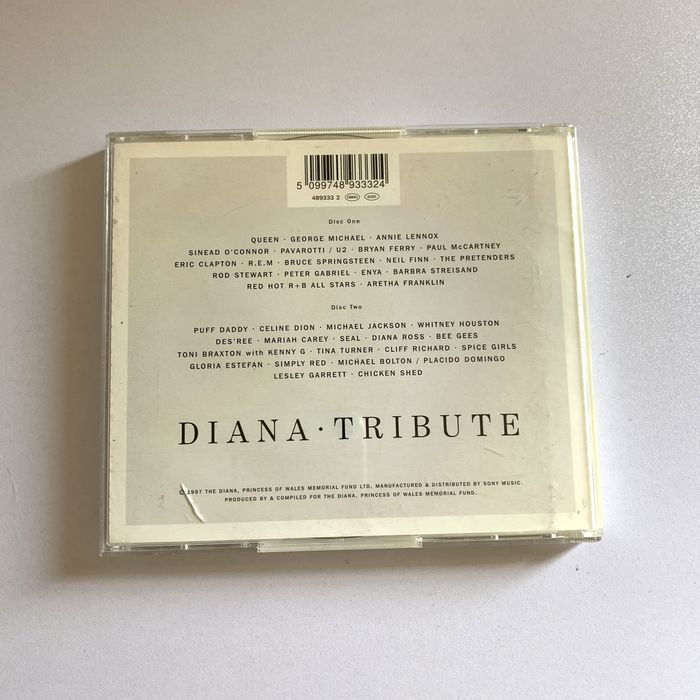 5 099748 933324
489333 2
Disc One
QUEEN · GEORGE MICHAEL · ANNIE LENNOX
SINEAD O'CONNOR · PAVAROTTI / U2 · BRYAN FERRY · PAUL McCARTNEY
ERIC CLAPTON · R.E.M · BRUCE SPRINGSTEEN · NEIL FINN · THE PRETENDERS
ROD STEWART · PETER GABRIEL · ENYA · BARBRA STREISAND
RED HOT R+B ALL STARS · ARETHA FRANKLIN
Disc Two
PUFF DADDY · CELINE DION · MICHAEL JACKSON · WHITNEY HOUSTON
DES'REE · MARIAH CAREY · SEAL · DIANA ROSS · BEE GEES
TONI BRAXTON with KENNY G · TINA TURNER · CLIFF RICHARD · SPICE GIRLS
GLORIA ESTEFAN · SIMPLY RED · MICHAEL BOLTON / PLACIDO DOMINGO
LESLEY GARRETT · CHICKEN SHED
DIANA · TRIBUTE
© 1997 THE DIANA, PRINCESS OF WALES MEMORIAL FUND LTD. MANUFACTURED & DISTRIBUTED BY SONY MUSIC.
PRODUCED BY & COMPILED FOR THE DIANA, PRINCESS OF WALES MEMORIAL FUND.